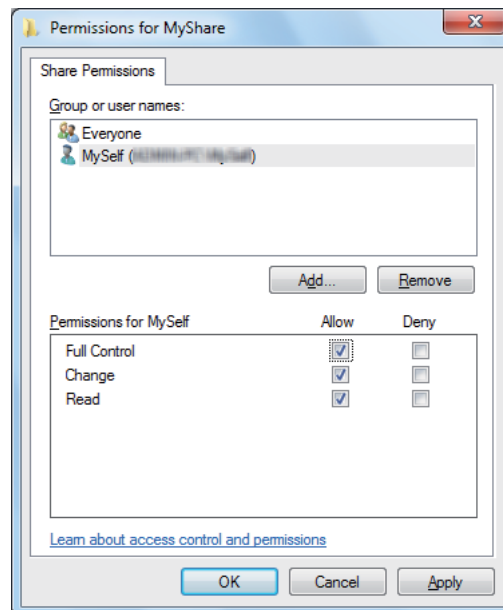 Permissions for MyShare
Share Permissions
Group or user names:
Everyone
MySelf (
Add... Remove
Permissions for MySelf Allow Deny
Full Control
Change
Read
Learn about access control and permissions
OK Cancel Apply